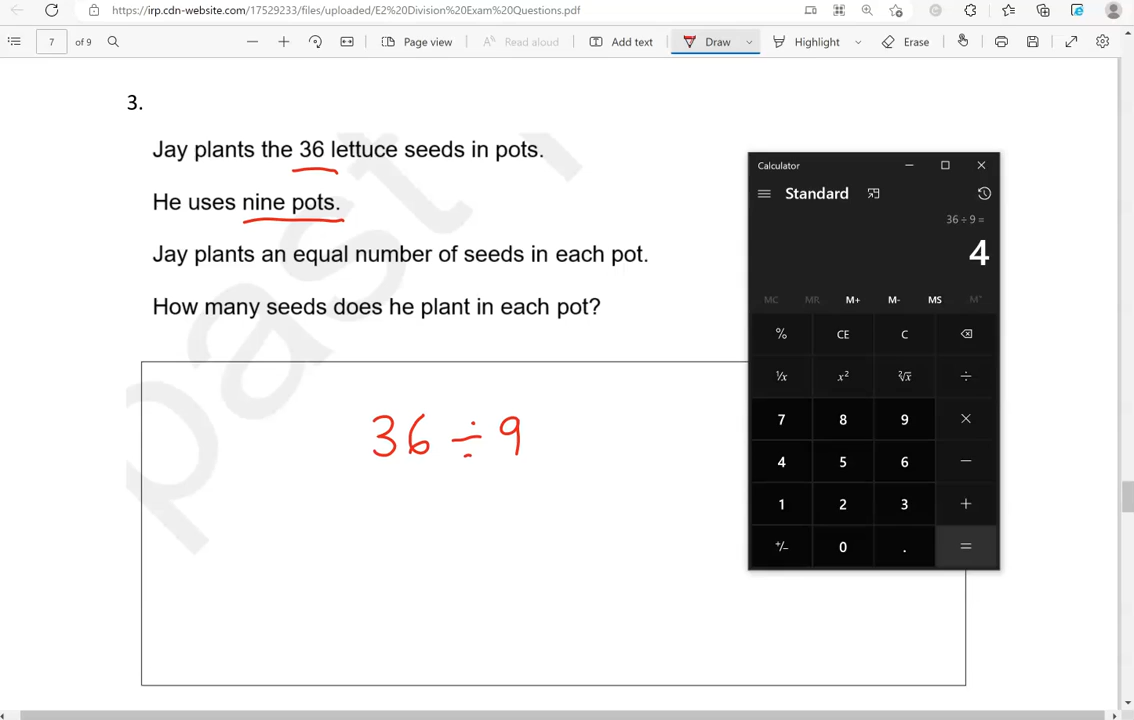 https://irp.cdn-website.com/17529233/files/uploaded/E2%20Division%20Exam%20Questions.pdf
7 of 9 Page view Read aloud Add text Draw Highlight Erase
3.
Jay plants the 36 lettuce seeds in pots.
He uses nine pots.
Jay plants an equal number of seeds in each pot.
How many seeds does he plant in each pot?
36 ÷ 9
past
Calculator
Standard
36 ÷ 9 =
4
MC MR M+ M- MS M˅
% CE C
¹/x x² ²√x ÷
7 8 9 ×
4 5 6 −
1 2 3 +
+/− 0 . =